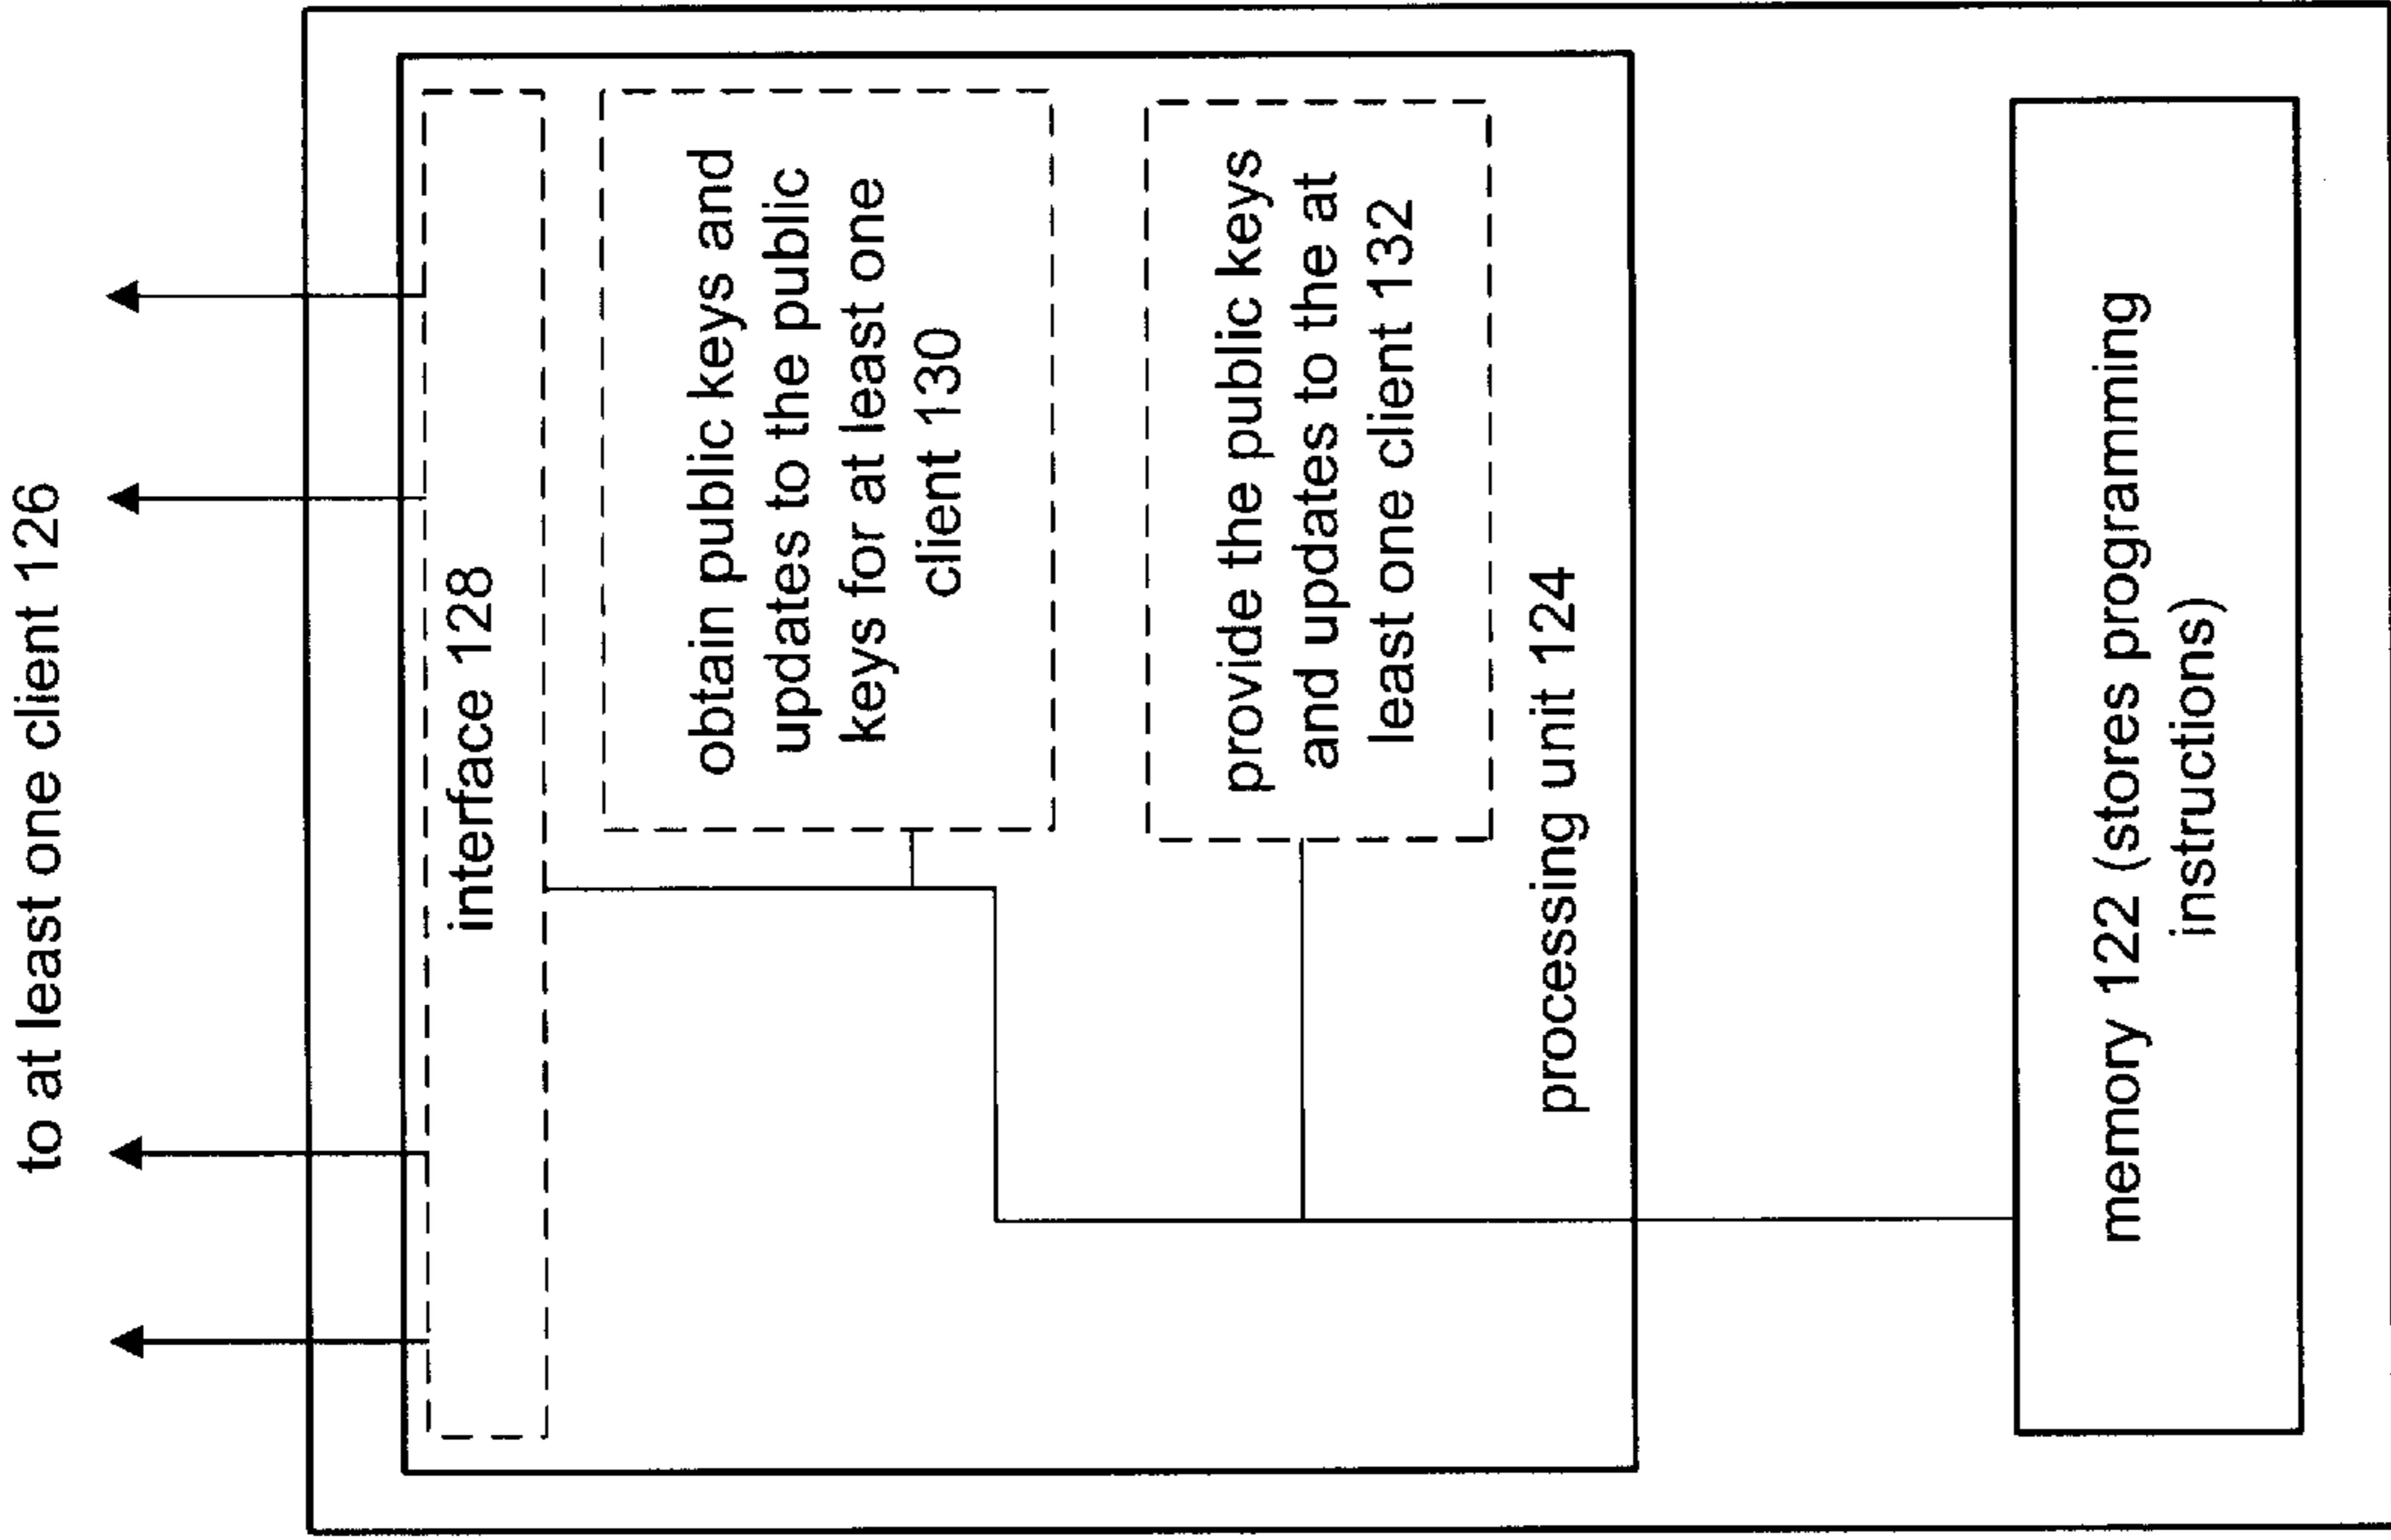 to at least one client 126
interface 128
obtain public keys and
updates to the public
keys for at least one
client 130
provide the public keys
and updates to the at
least one client 132
processing unit 124
memory 122 (stores programming
instructions)